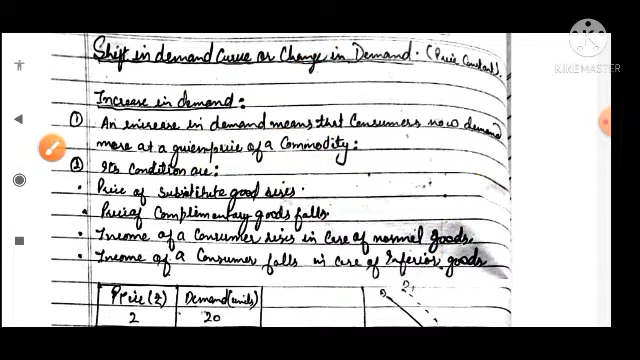 Shift in demand Curve or Change in Demand. (Price Constant).
KINEMASTER
Increase in demand:
① An increase in demand means that Consumers now demand
more at a given price of a Commodity:
② Its Condition are:
• Price of Substitute good rises.
• Price of Complimentary goods falls.
• Income of a Consumer rises in case of normal goods.
• Income of a Consumer falls in case of Inferior goods
Price (₹) Demand (units)
2 20